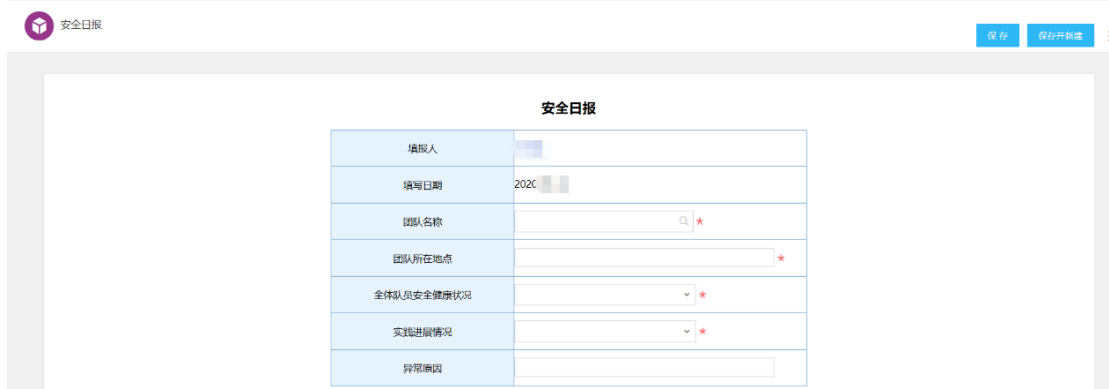 安全日报
保存 保存并新建
安全日报
填报人
填写日期 2020
团队名称 *
团队所在地点 *
全体队员安全健康状况 *
实践进展情况 *
异常原因